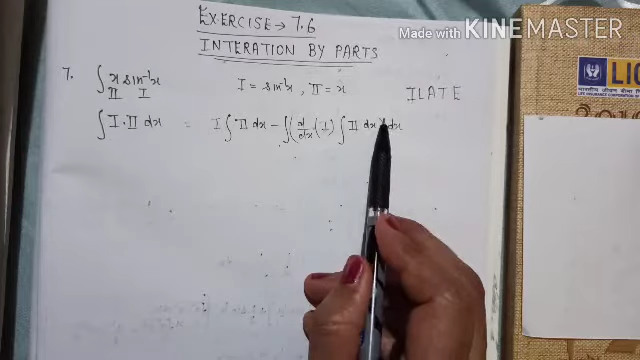 EXERCISE → 7.6
Made with KINEMASTER
INTERATION BY PARTS
7. ∫ x sin⁻¹x I = sin⁻¹x , II = x ILATE
II I
∫ I · II dx = I ∫ II dx − ∫ ( d/dx (I) ∫ II dx ) dx
LIC